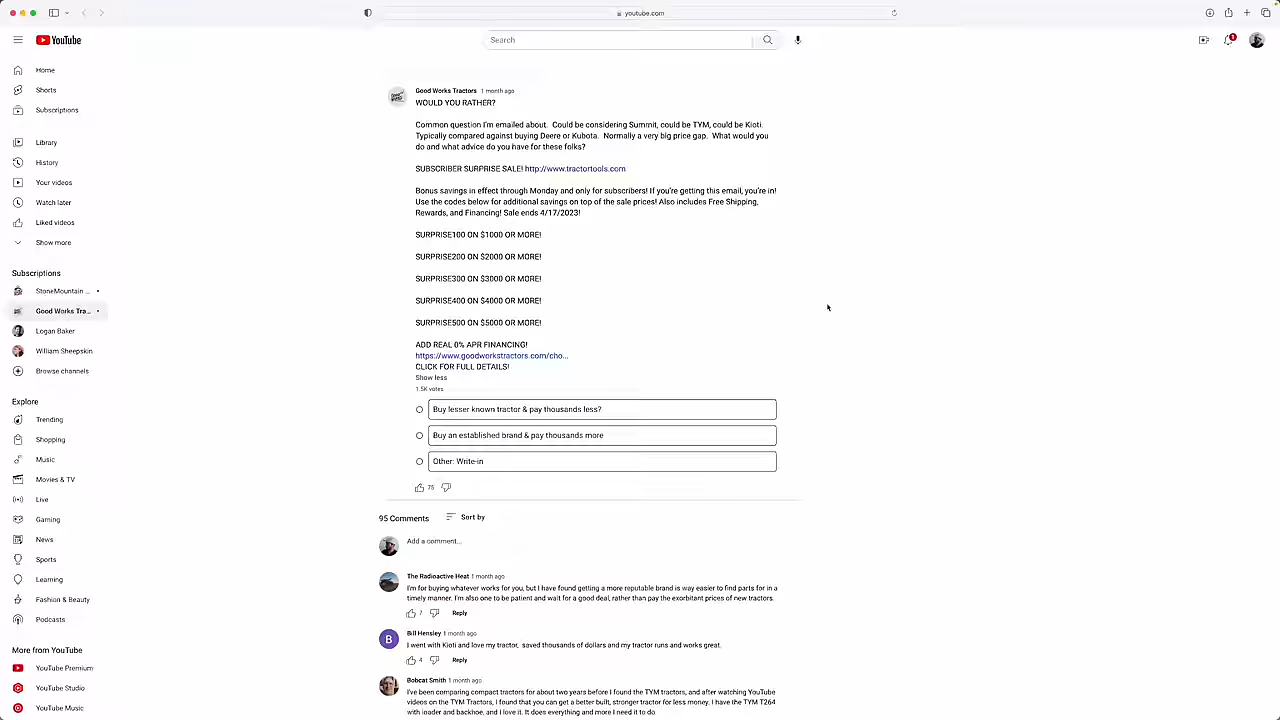 youtube.com
YouTube
Search
1
Home
Shorts
Subscriptions
Library
History
Your videos
Watch later
Liked videos
Show more
Subscriptions
StoneMountain ...
Good Works Tra...
Logan Baker
William Sheepskin
Browse channels
Explore
Trending
Shopping
Music
Movies & TV
Live
Gaming
News
Sports
Learning
Fashion & Beauty
Podcasts
More from YouTube
YouTube Premium
YouTube Studio
YouTube Music
Good Works Tractors 1 month ago
WOULD YOU RATHER?
Common question I'm emailed about. Could be considering Summit, could be TYM, could be Kioti.
Typically compared against buying Deere or Kubota. Normally a very big price gap. What would you
do and what advice do you have for these folks?
SUBSCRIBER SURPRISE SALE! http://www.tractortools.com
Bonus savings in effect through Monday and only for subscribers! If you're getting this email, you're in!
Use the codes below for additional savings on top of the sale prices! Also includes Free Shipping,
Rewards, and Financing! Sale ends 4/17/2023!
SURPRISE100 ON $1000 OR MORE!
SURPRISE200 ON $2000 OR MORE!
SURPRISE300 ON $3000 OR MORE!
SURPRISE400 ON $4000 OR MORE!
SURPRISE500 ON $5000 OR MORE!
ADD REAL 0% APR FINANCING!
https://www.goodworkstractors.com/cho...
CLICK FOR FULL DETAILS!
Show less
1.5K votes
Buy lesser known tractor & pay thousands less?
Buy an established brand & pay thousands more
Other: Write-in
75
95 Comments Sort by
Add a comment...
The Radioactive Heat 1 month ago
I'm for buying whatever works for you, but I have found getting a more reputable brand is way easier to find parts for in a
timely manner. I'm also one to be patient and wait for a good deal, rather than pay the exorbitant prices of new tractors.
7 Reply
B
Bill Hensley 1 month ago
I went with Kioti and love my tractor, saved thousands of dollars and my tractor runs and works great.
4 Reply
Bobcat Smith 1 month ago
I've been comparing compact tractors for about two years before I found the TYM tractors, and after watching YouTube
videos on the TYM Tractors, I found that you can get a better built, stronger tractor for less money. I have the TYM T264
with loader and backhoe, and I love it. It does everything and more I need it to do.